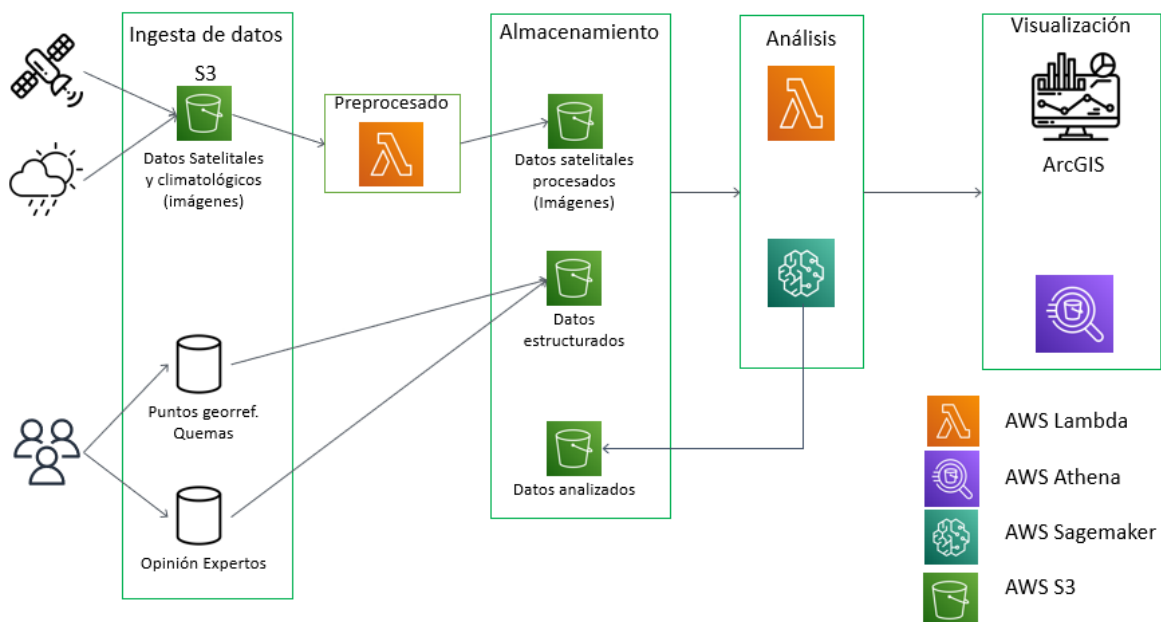 Ingesta de datos
S3
Datos Satelitales
y climatológicos
(imágenes)
Puntos georref.
Quemas
Opinión Expertos
Preprocesado
Almacenamiento
Datos satelitales
procesados
(Imágenes)
Datos
estructurados
Datos analizados
Análisis
Visualización
ArcGIS
AWS Lambda
AWS Athena
AWS Sagemaker
AWS S3